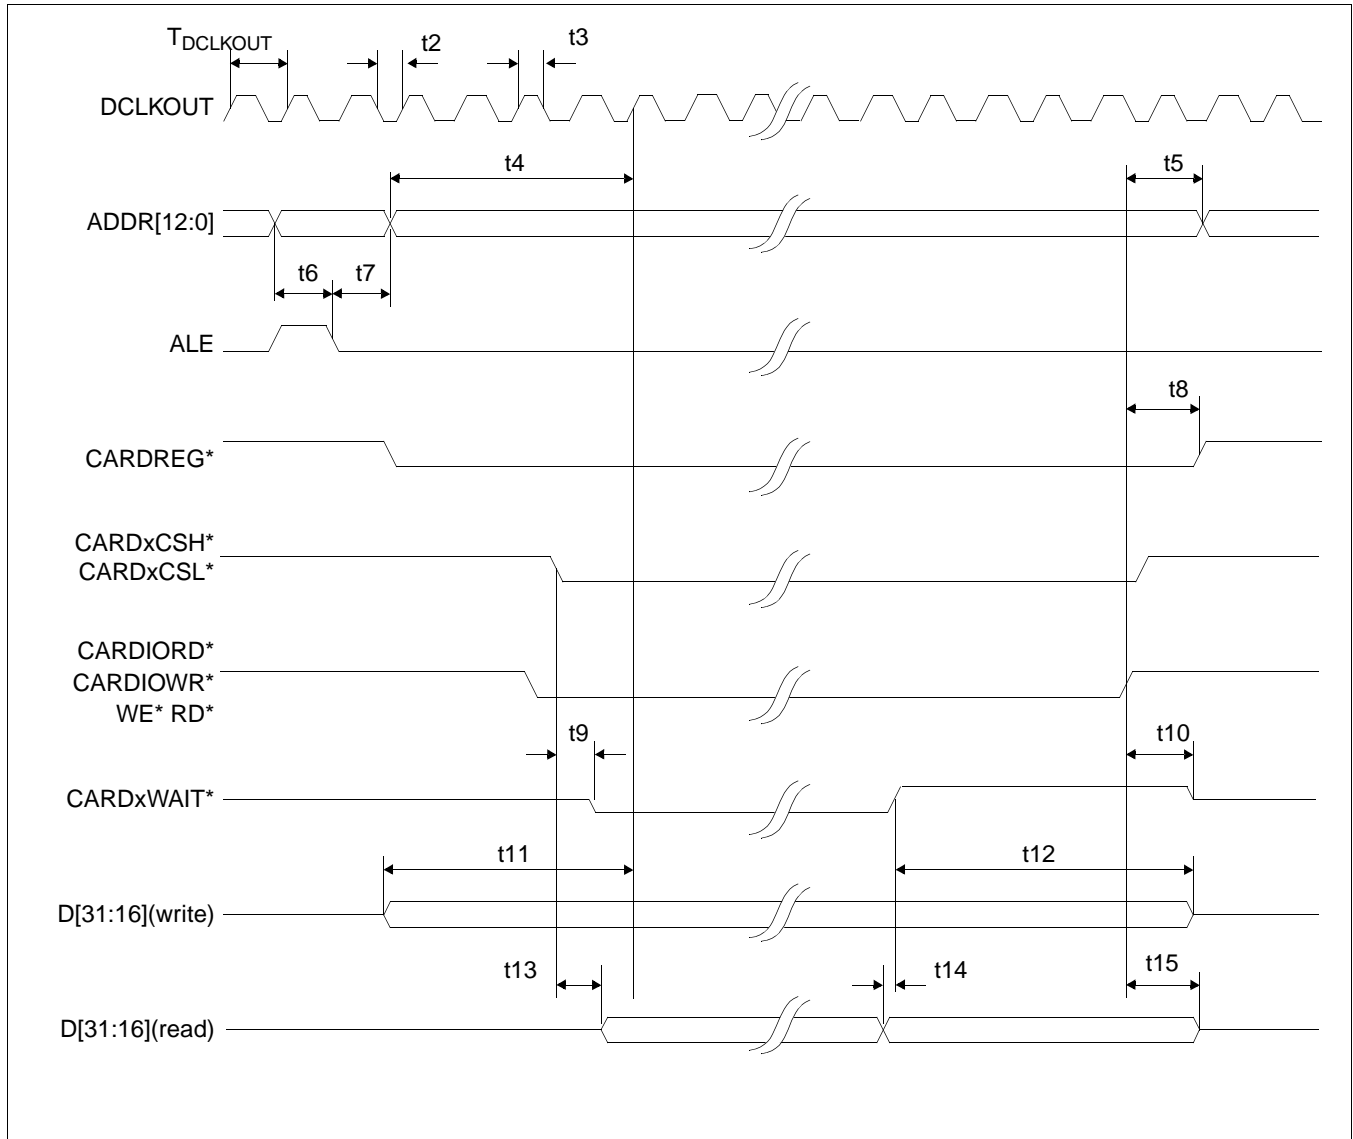 TDCLKOUT
t2
t3
DCLKOUT
t4
t5
ADDR[12:0]
t6
t7
ALE
t8
CARDREG*
CARDxCSH*
CARDxCSL*
CARDIORD*
CARDIOWR*
WE* RD*
t9
t10
CARDxWAIT*
t11
t12
D[31:16](write)
t13
t14
t15
D[31:16](read)